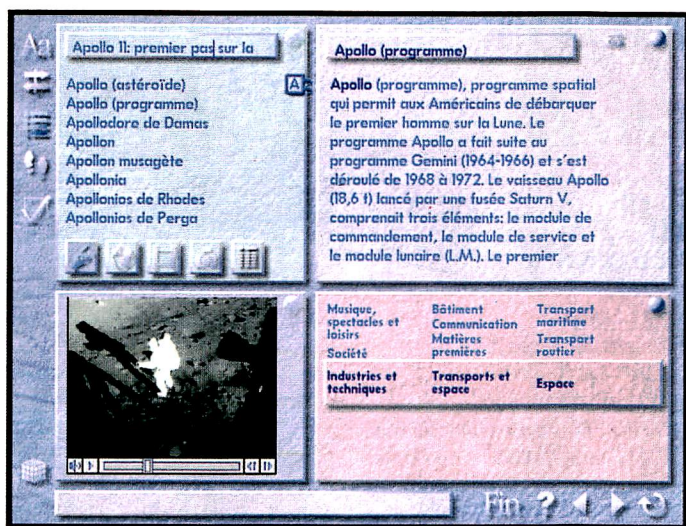 Aa
Apollo 11: premier pas sur la
Apollo (astéroïde)
Apollo (programme)
Apollodore de Damas
Apollon
Apollon musagète
Apollonia
Apollonios de Rhodes
Apollonios de Perga
A
Apollo (programme)
Apollo (programme), programme spatial
qui permit aux Américains de débarquer
le premier homme sur la Lune. Le
programme Apollo a fait suite au
programme Gemini (1964-1966) et s'est
déroulé de 1968 à 1972. Le vaisseau Apollo
(18,6 t) lancé par une fusée Saturn V,
comprenait trois éléments: le module de
commandement, le module de service et
le module lunaire (L.M.). Le premier
Musique,
spectacles et
loisirs
Société
Bâtiment
Communication
Matières
premières
Transport
maritime
Transport
routier
Industries et
techniques
Transports et
espace
Espace
Fin ?